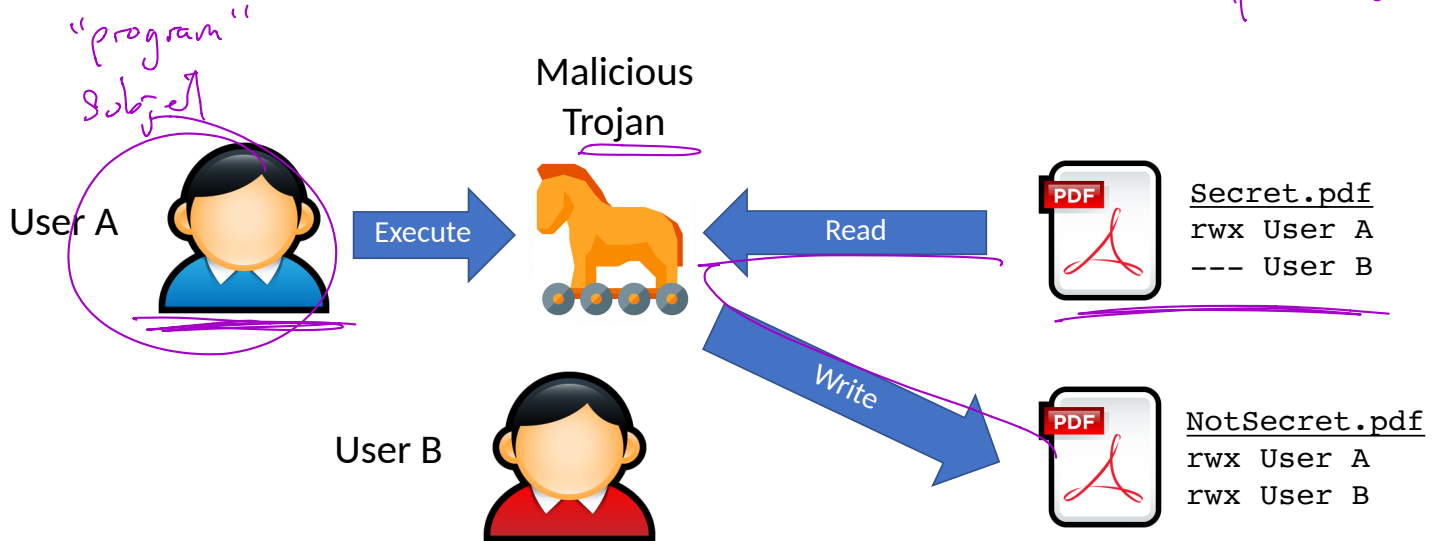 "program"
Subject
Malicious
Trojan
User A
Execute
Read
PDF
Secret.pdf
rwx User A
--- User B
Write
User B
PDF
NotSecret.pdf
rwx User A
rwx User B